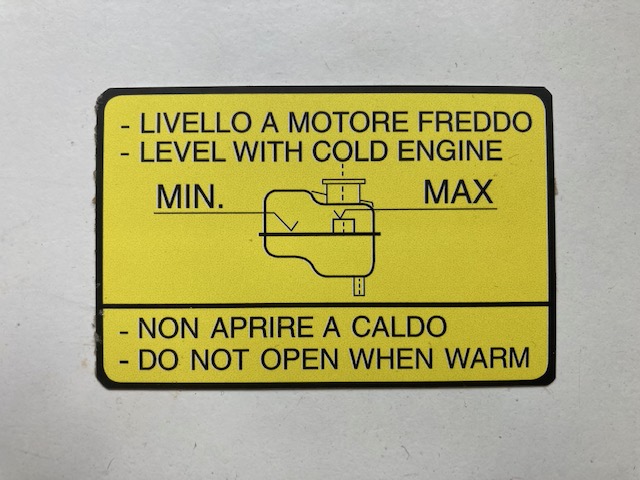 - LIVELLO A MOTORE FREDDO
- LEVEL WITH COLD ENGINE
MIN. MAX
- NON APRIRE A CALDO
- DO NOT OPEN WHEN WARM